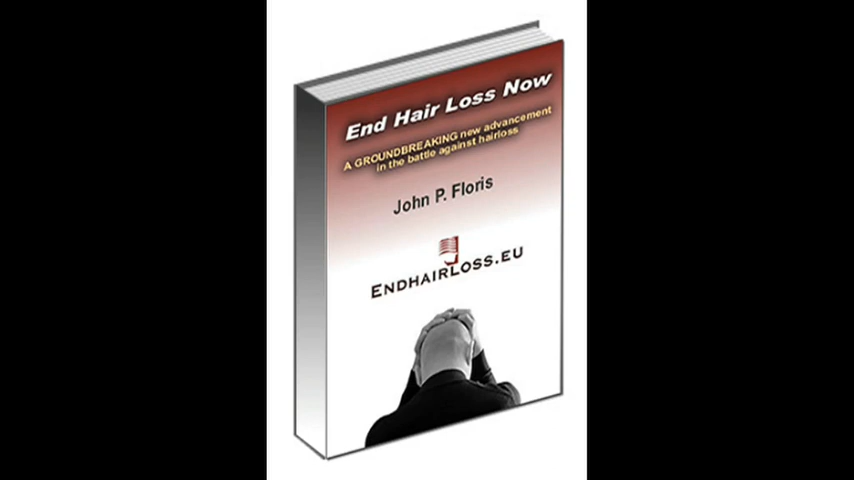 End Hair Loss Now
A GROUNDBREAKING new advancement
in the battle against hairloss
John P. Floris
ENDHAIRLOSS.EU